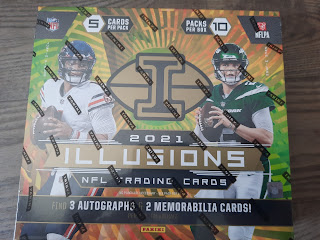 5 CARDS
PER PACK
PACKS
PER BOX 10
NFLPA
I
2021
ILLUSIONS
NFL TRADING CARDS
FIND 3 AUTOGRAPHS 2 MEMORABILIA CARDS!
PANINI